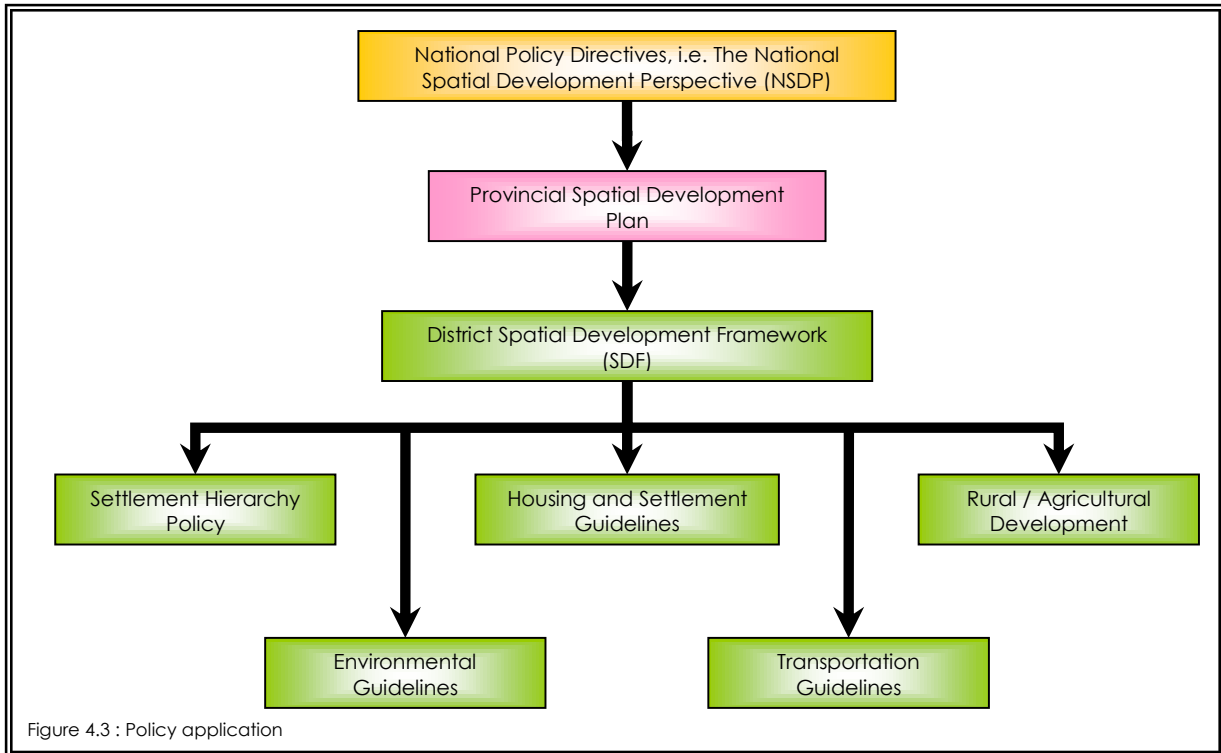 National Policy Directives, i.e. The National
Spatial Development Perspective (NSDP)
Provincial Spatial Development
Plan
District Spatial Development Framework
(SDF)
Settlement Hierarchy
Policy
Housing and Settlement
Guidelines
Rural / Agricultural
Development
Environmental
Guidelines
Transportation
Guidelines
Figure 4.3 : Policy application